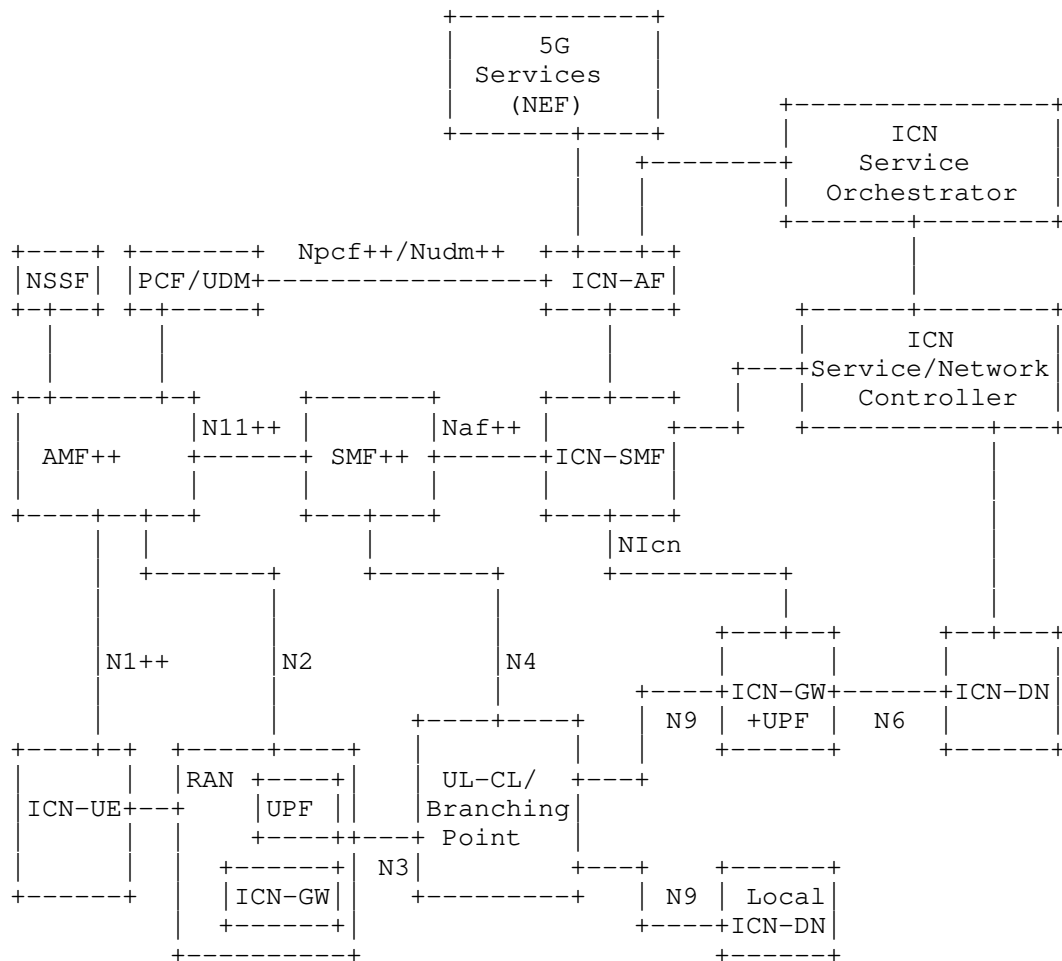 5G
Services
(NEF)
ICN
Service
Orchestrator
Npcf++/Nudm++
NSSF
PCF/UDM
ICN-AF
ICN
Service/Network
Controller
N11++
Naf++
AMF++
SMF++
ICN-SMF
NIcn
N1++
N2
N4
ICN-GW
+UPF
ICN-DN
N9
N6
RAN
UL-CL/
ICN-UE
UPF
Branching
Point
N3
ICN-GW
N9
Local
ICN-DN